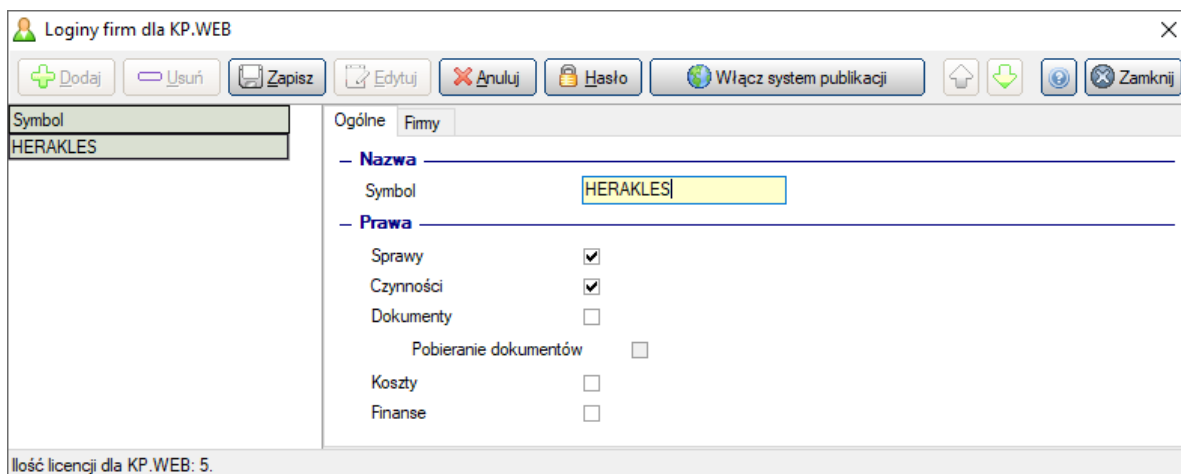 Loginy firm dla KP.WEB
Dodaj Usuń Zapisz Edytuj Anuluj Hasło Włącz system publikacji Zamknij
Symbol
HERAKLES
Ogólne Firmy
Nazwa
Symbol HERAKLES
Prawa
Sprawy
Czynności
Dokumenty
Pobieranie dokumentów
Koszty
Finanse
Ilość licencji dla KP.WEB: 5.